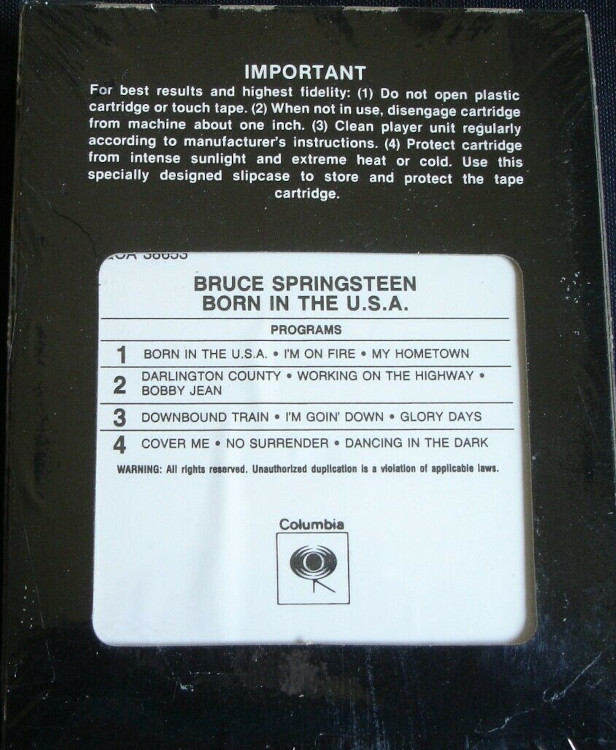 IMPORTANT
For best results and highest fidelity: (1) Do not open plastic
cartridge or touch tape. (2) When not in use, disengage cartridge
from machine about one inch. (3) Clean player unit regularly
according to manufacturer's instructions. (4) Protect cartridge
from intense sunlight and extreme heat or cold. Use this
specially designed slipcase to store and protect the tape
cartridge.
38653
BRUCE SPRINGSTEEN
BORN IN THE U.S.A.
PROGRAMS
1 BORN IN THE U.S.A. • I'M ON FIRE • MY HOMETOWN
2 DARLINGTON COUNTY • WORKING ON THE HIGHWAY •
BOBBY JEAN
3 DOWNBOUND TRAIN • I'M GOIN' DOWN • GLORY DAYS
4 COVER ME • NO SURRENDER • DANCING IN THE DARK
WARNING: All rights reserved. Unauthorized duplication is a violation of applicable laws.
Columbia